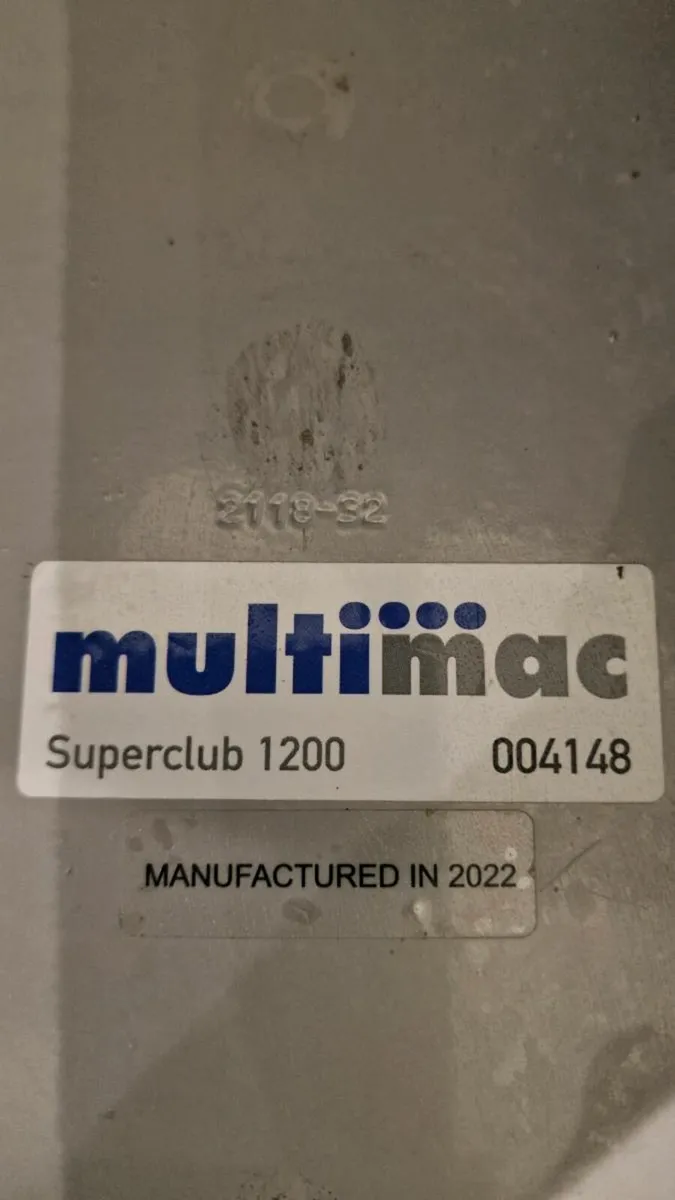 2118-32
multimac
Superclub 1200 004148
MANUFACTURED IN 2022